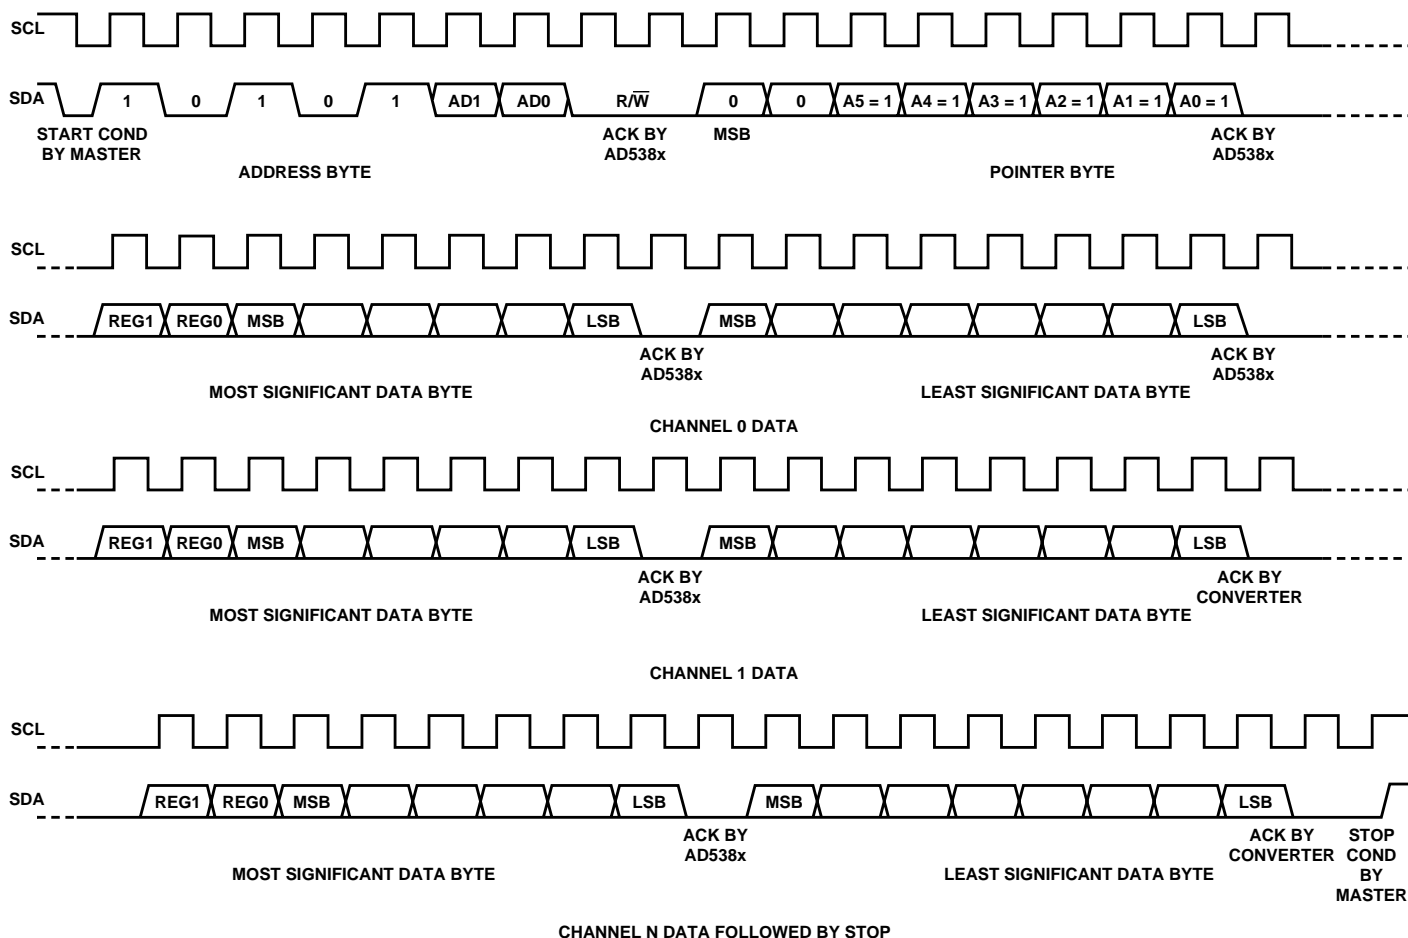 SCL
SDA 1 0 1 0 1 AD1 AD0 R/W̅ 0 0 A5 = 1 A4 = 1 A3 = 1 A2 = 1 A1 = 1 A0 = 1
START COND ACK BY MSB ACK BY
BY MASTER AD538x AD538x
ADDRESS BYTE POINTER BYTE
SCL
SDA REG1 REG0 MSB LSB MSB LSB
ACK BY ACK BY
AD538x AD538x
MOST SIGNIFICANT DATA BYTE LEAST SIGNIFICANT DATA BYTE
CHANNEL 0 DATA
SCL
SDA REG1 REG0 MSB LSB MSB LSB
ACK BY ACK BY
AD538x CONVERTER
MOST SIGNIFICANT DATA BYTE LEAST SIGNIFICANT DATA BYTE
CHANNEL 1 DATA
SCL
SDA REG1 REG0 MSB LSB MSB LSB
ACK BY ACK BY STOP
AD538x CONVERTER COND
MOST SIGNIFICANT DATA BYTE LEAST SIGNIFICANT DATA BYTE BY
MASTER
CHANNEL N DATA FOLLOWED BY STOP